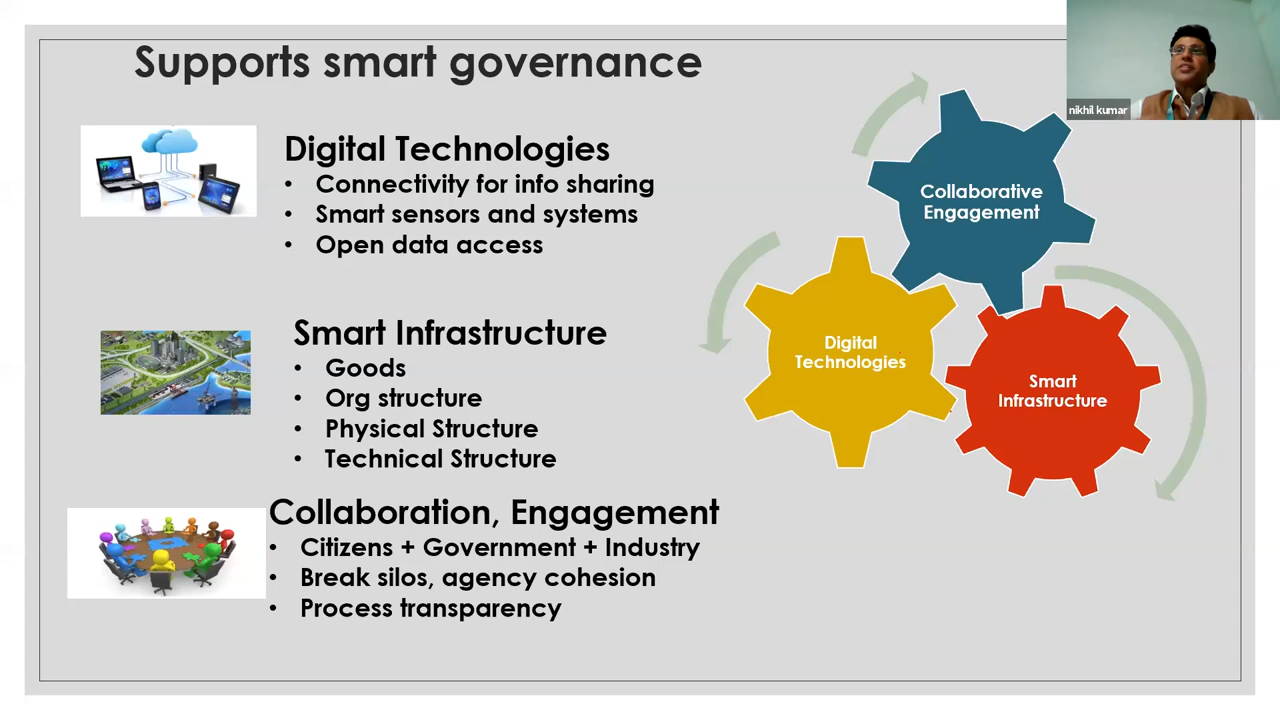 Supports smart governance
Digital Technologies
• Connectivity for info sharing
• Smart sensors and systems
• Open data access
Smart Infrastructure
• Goods
• Org structure
• Physical Structure
• Technical Structure
Collaboration, Engagement
• Citizens + Government + Industry
• Break silos, agency cohesion
• Process transparency
Collaborative
Engagement
Digital
Technologies
Smart
Infrastructure
nikhil kumar